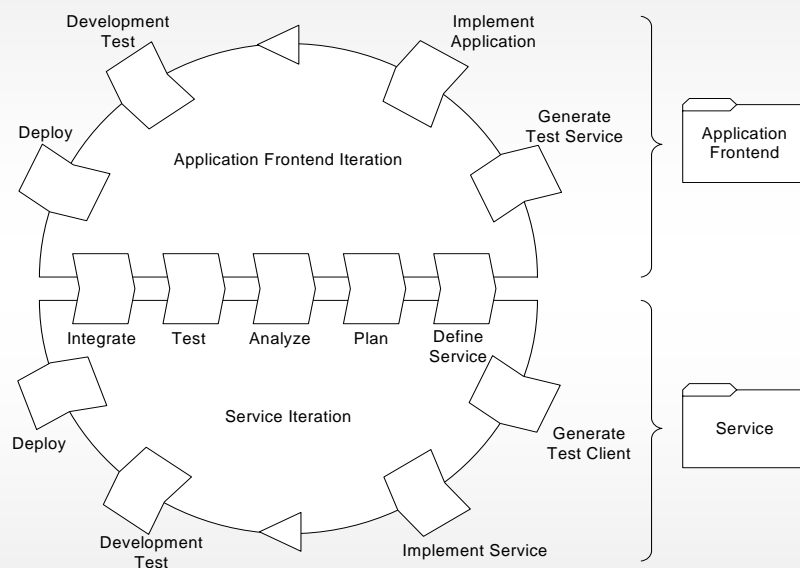 Development
Test
Implement
Application
Deploy
Generate
Test Service
Application Frontend Iteration
Application
Frontend
Integrate
Test
Analyze
Plan
Define
Service
Service Iteration
Deploy
Generate
Test Client
Service
Development
Test
Implement Service